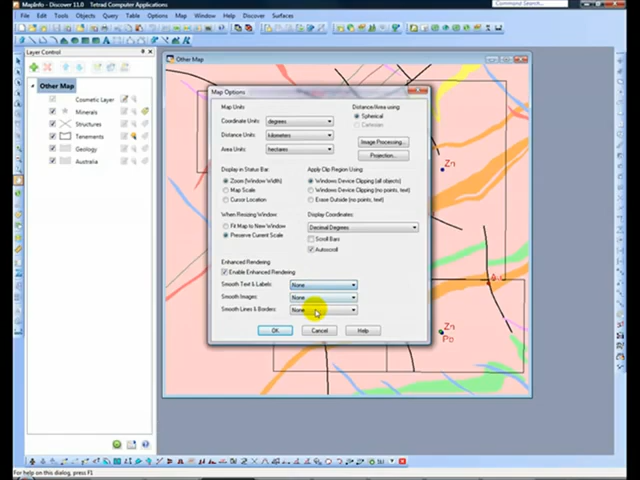 MapInfo - Discover 11.0 Tetrad Computer Applications
Command Search...
File Edit Tools Objects Query Table Options Map Window Help Discover Surfaces
Layer Control
Other Map
Cosmetic Layer
Minerals
Structures
Tenements
Geology
Australia
Other Map
Zn
Au
Zn
Pb
Map Options
Map Units
Coordinate Units: degrees
Distance Units: kilometers
Area Units: hectares
Distance/Area using:
Spherical
Cartesian
Image Processing...
Projection...
Display in Status Bar:
Zoom (Window Width)
Map Scale
Cursor Location
Apply Clip Region Using:
Windows Device Clipping (all objects)
Windows Device Clipping (no points, text)
Erase Outside (no points, text)
When Resizing Window:
Fit Map to New Window
Preserve Current Scale
Display Coordinates:
Decimal Degrees
Scroll Bars
Autoscroll
Enhanced Rendering
Enable Enhanced Rendering
Smooth Text & Labels: None
Smooth Images: None
Smooth Lines & Borders: None
OK Cancel Help
For help on this dialog, press F1